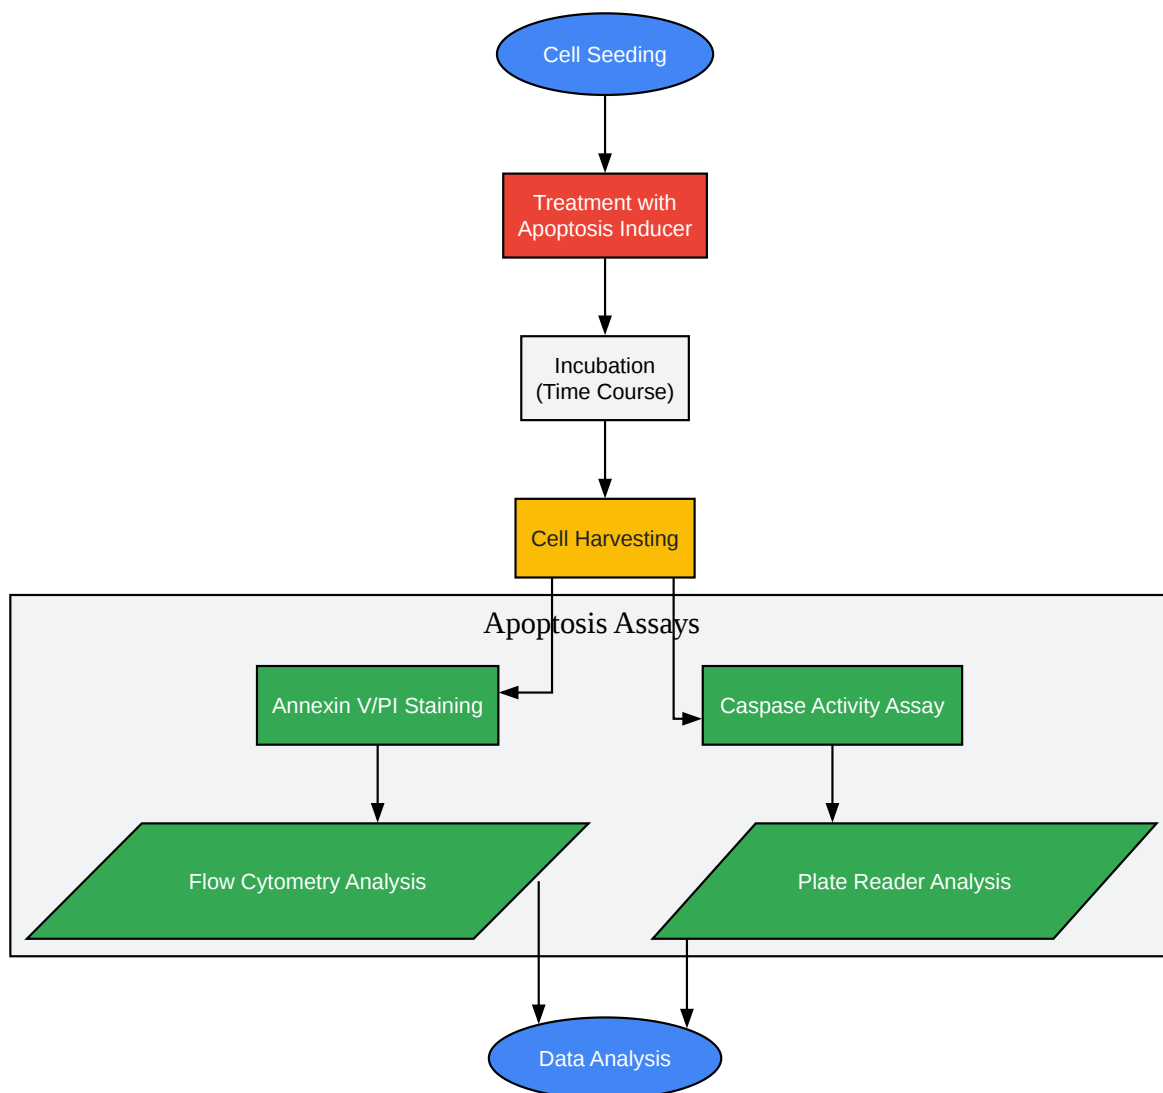 Cell Seeding
Treatment with
Apoptosis Inducer
Incubation
(Time Course)
Cell Harvesting
Apoptosis Assays
Annexin V/PI Staining
Caspase Activity Assay
Flow Cytometry Analysis
Plate Reader Analysis
Data Analysis